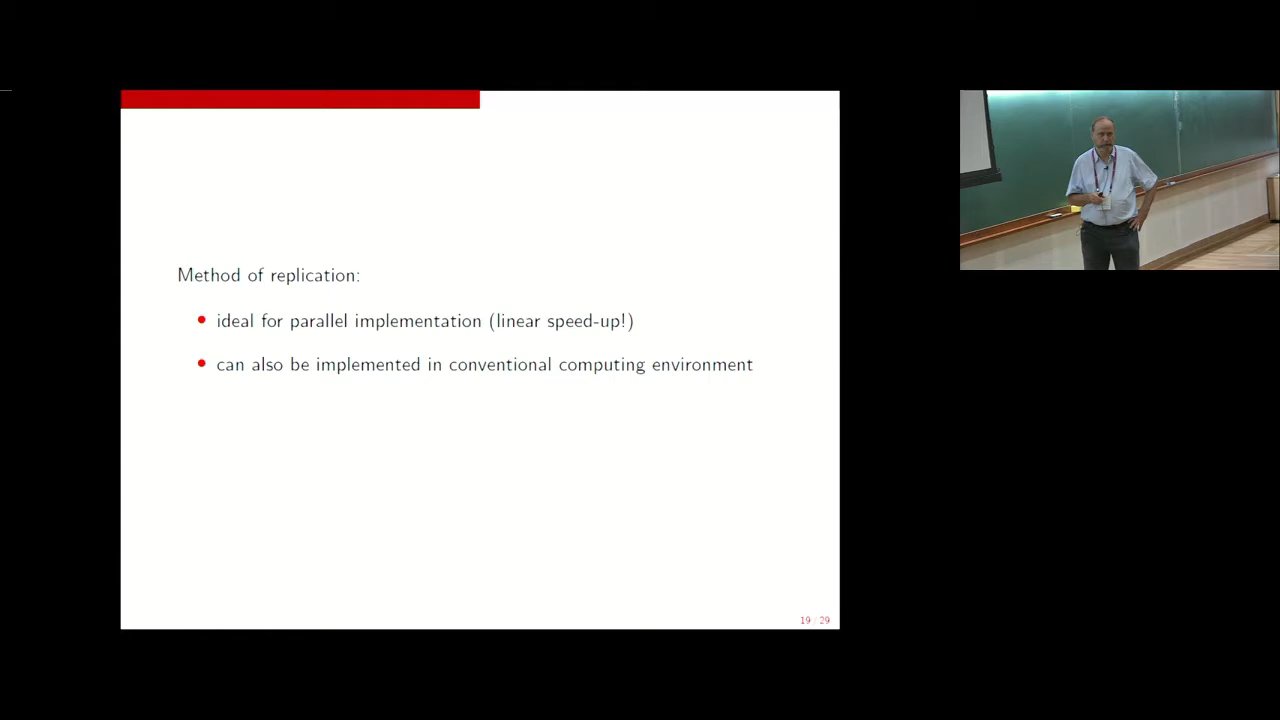 Method of replication:
• ideal for parallel implementation (linear speed-up!)
• can also be implemented in conventional computing environment
19 / 29